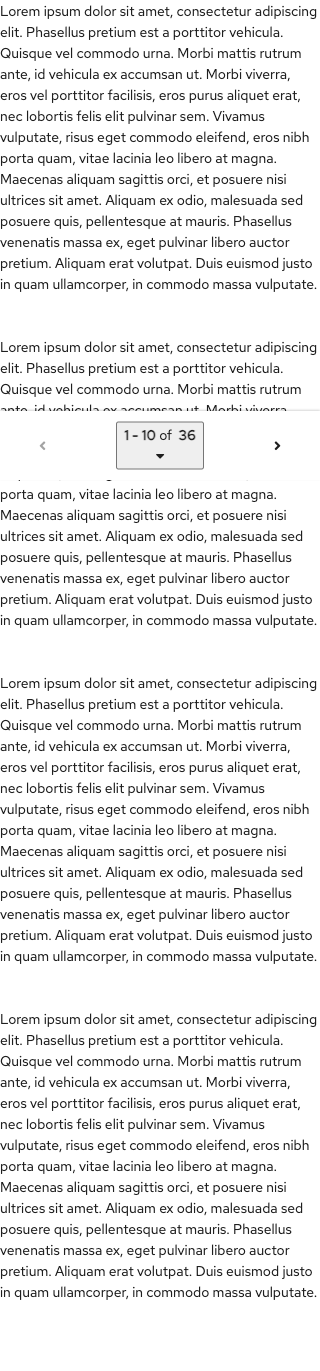 Lorem ipsum dolor sit amet, consectetur adipiscing
elit. Phasellus pretium est a porttitor vehicula.
Quisque vel commodo urna. Morbi mattis rutrum
ante, id vehicula ex accumsan ut. Morbi viverra,
eros vel porttitor facilisis, eros purus aliquet erat,
nec lobortis felis elit pulvinar sem. Vivamus
vulputate, risus eget commodo eleifend, eros nibh
porta quam, vitae lacinia leo libero at magna.
Maecenas aliquam sagittis orci, et posuere nisi
ultrices sit amet. Aliquam ex odio, malesuada sed
posuere quis, pellentesque at mauris. Phasellus
venenatis massa ex, eget pulvinar libero auctor
pretium. Aliquam erat volutpat. Duis euismod justo
in quam ullamcorper, in commodo massa vulputate.
Lorem ipsum dolor sit amet, consectetur adipiscing
elit. Phasellus pretium est a porttitor vehicula.
Quisque vel commodo urna. Morbi mattis rutrum
ante, id vehicula ex accumsan ut. Morbi viverra,
1 - 10 of 36
porta quam, vitae lacinia leo libero at magna.
Maecenas aliquam sagittis orci, et posuere nisi
ultrices sit amet. Aliquam ex odio, malesuada sed
posuere quis, pellentesque at mauris. Phasellus
venenatis massa ex, eget pulvinar libero auctor
pretium. Aliquam erat volutpat. Duis euismod justo
in quam ullamcorper, in commodo massa vulputate.
Lorem ipsum dolor sit amet, consectetur adipiscing
elit. Phasellus pretium est a porttitor vehicula.
Quisque vel commodo urna. Morbi mattis rutrum
ante, id vehicula ex accumsan ut. Morbi viverra,
eros vel porttitor facilisis, eros purus aliquet erat,
nec lobortis felis elit pulvinar sem. Vivamus
vulputate, risus eget commodo eleifend, eros nibh
porta quam, vitae lacinia leo libero at magna.
Maecenas aliquam sagittis orci, et posuere nisi
ultrices sit amet. Aliquam ex odio, malesuada sed
posuere quis, pellentesque at mauris. Phasellus
venenatis massa ex, eget pulvinar libero auctor
pretium. Aliquam erat volutpat. Duis euismod justo
in quam ullamcorper, in commodo massa vulputate.
Lorem ipsum dolor sit amet, consectetur adipiscing
elit. Phasellus pretium est a porttitor vehicula.
Quisque vel commodo urna. Morbi mattis rutrum
ante, id vehicula ex accumsan ut. Morbi viverra,
eros vel porttitor facilisis, eros purus aliquet erat,
nec lobortis felis elit pulvinar sem. Vivamus
vulputate, risus eget commodo eleifend, eros nibh
porta quam, vitae lacinia leo libero at magna.
Maecenas aliquam sagittis orci, et posuere nisi
ultrices sit amet. Aliquam ex odio, malesuada sed
posuere quis, pellentesque at mauris. Phasellus
venenatis massa ex, eget pulvinar libero auctor
pretium. Aliquam erat volutpat. Duis euismod justo
in quam ullamcorper, in commodo massa vulputate.